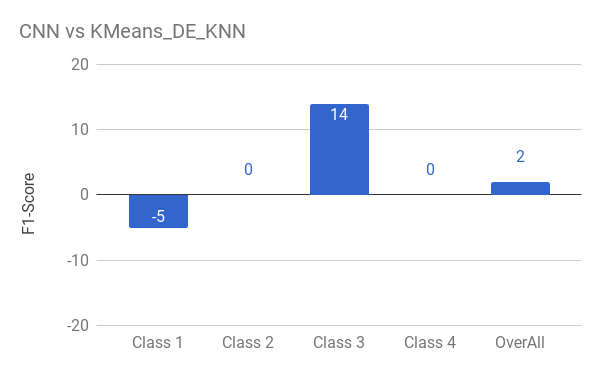 CNN vs KMeans_DE_KNN
F1-Score
20
10
0
-10
-20
-5
0
14
0
2
Class 1
Class 2
Class 3
Class 4
OverAll